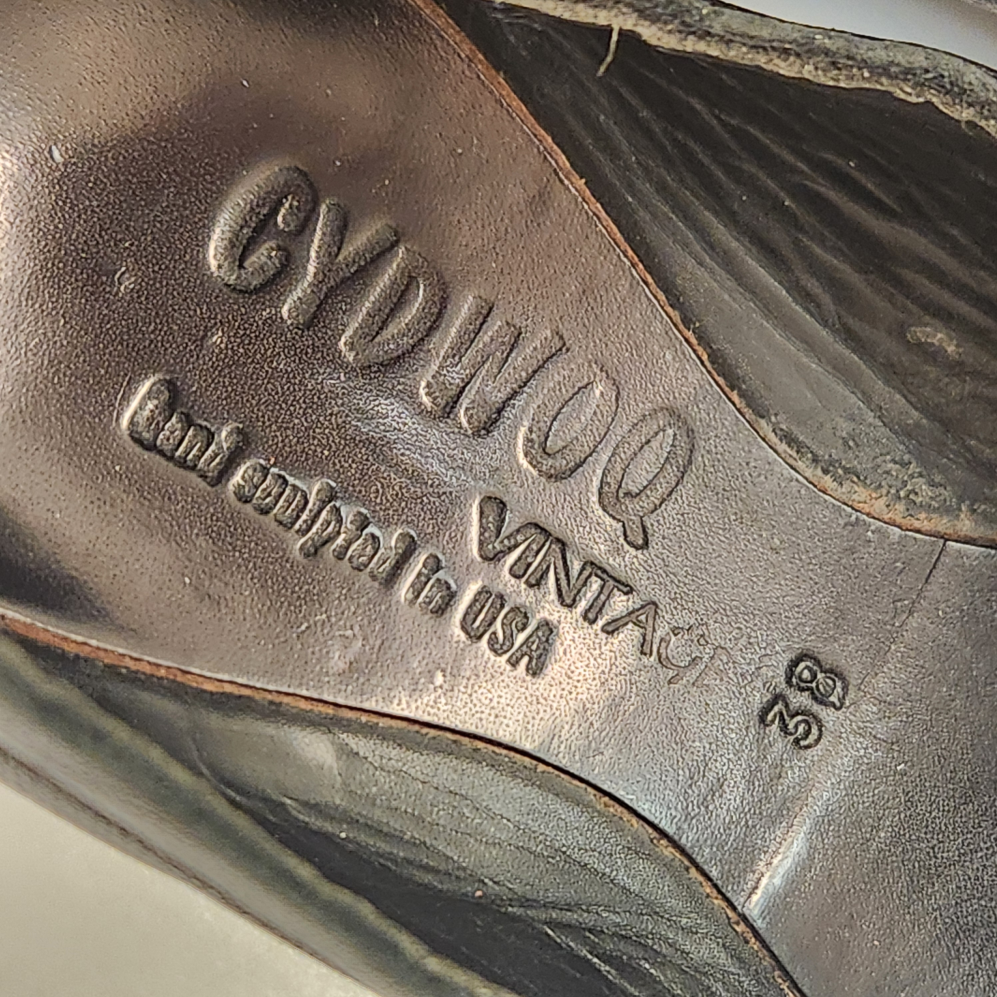 CYDWOQ
VINTAGE
Hand sculpted in USA
38